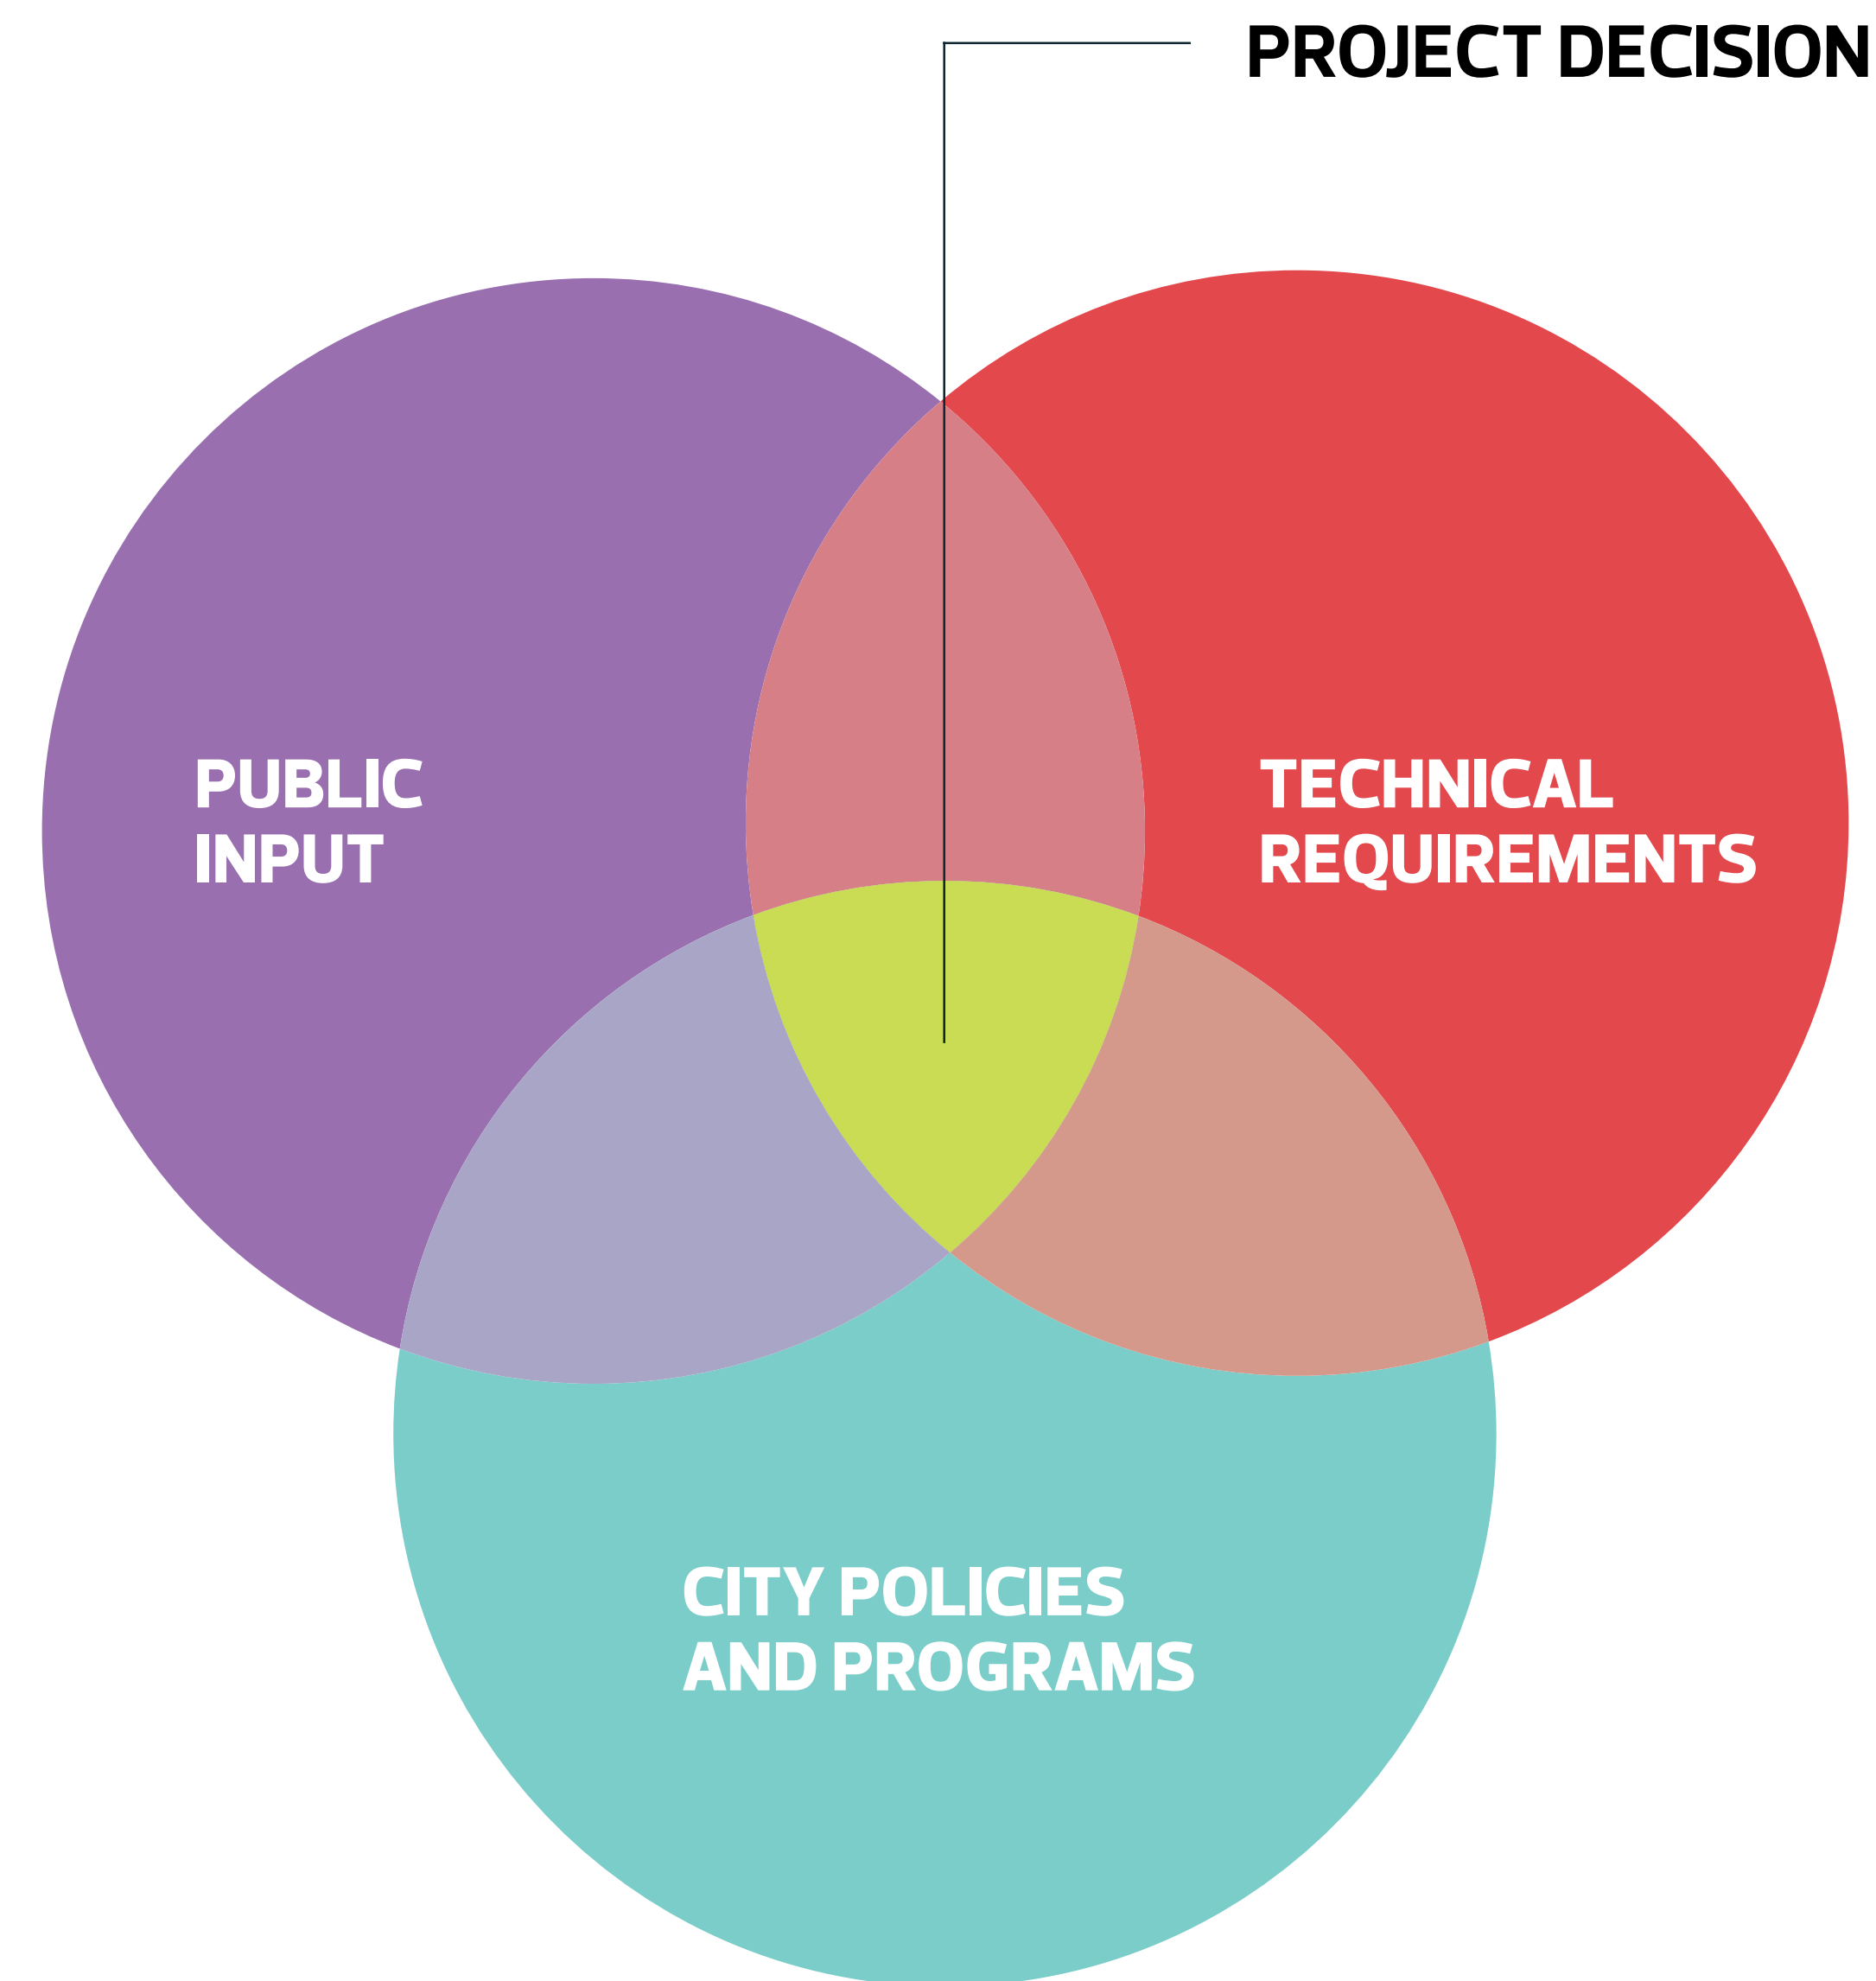 PROJECT DECISION
PUBLIC
INPUT
TECHNICAL
REQUIREMENTS
CITY POLICIES
AND PROGRAMS